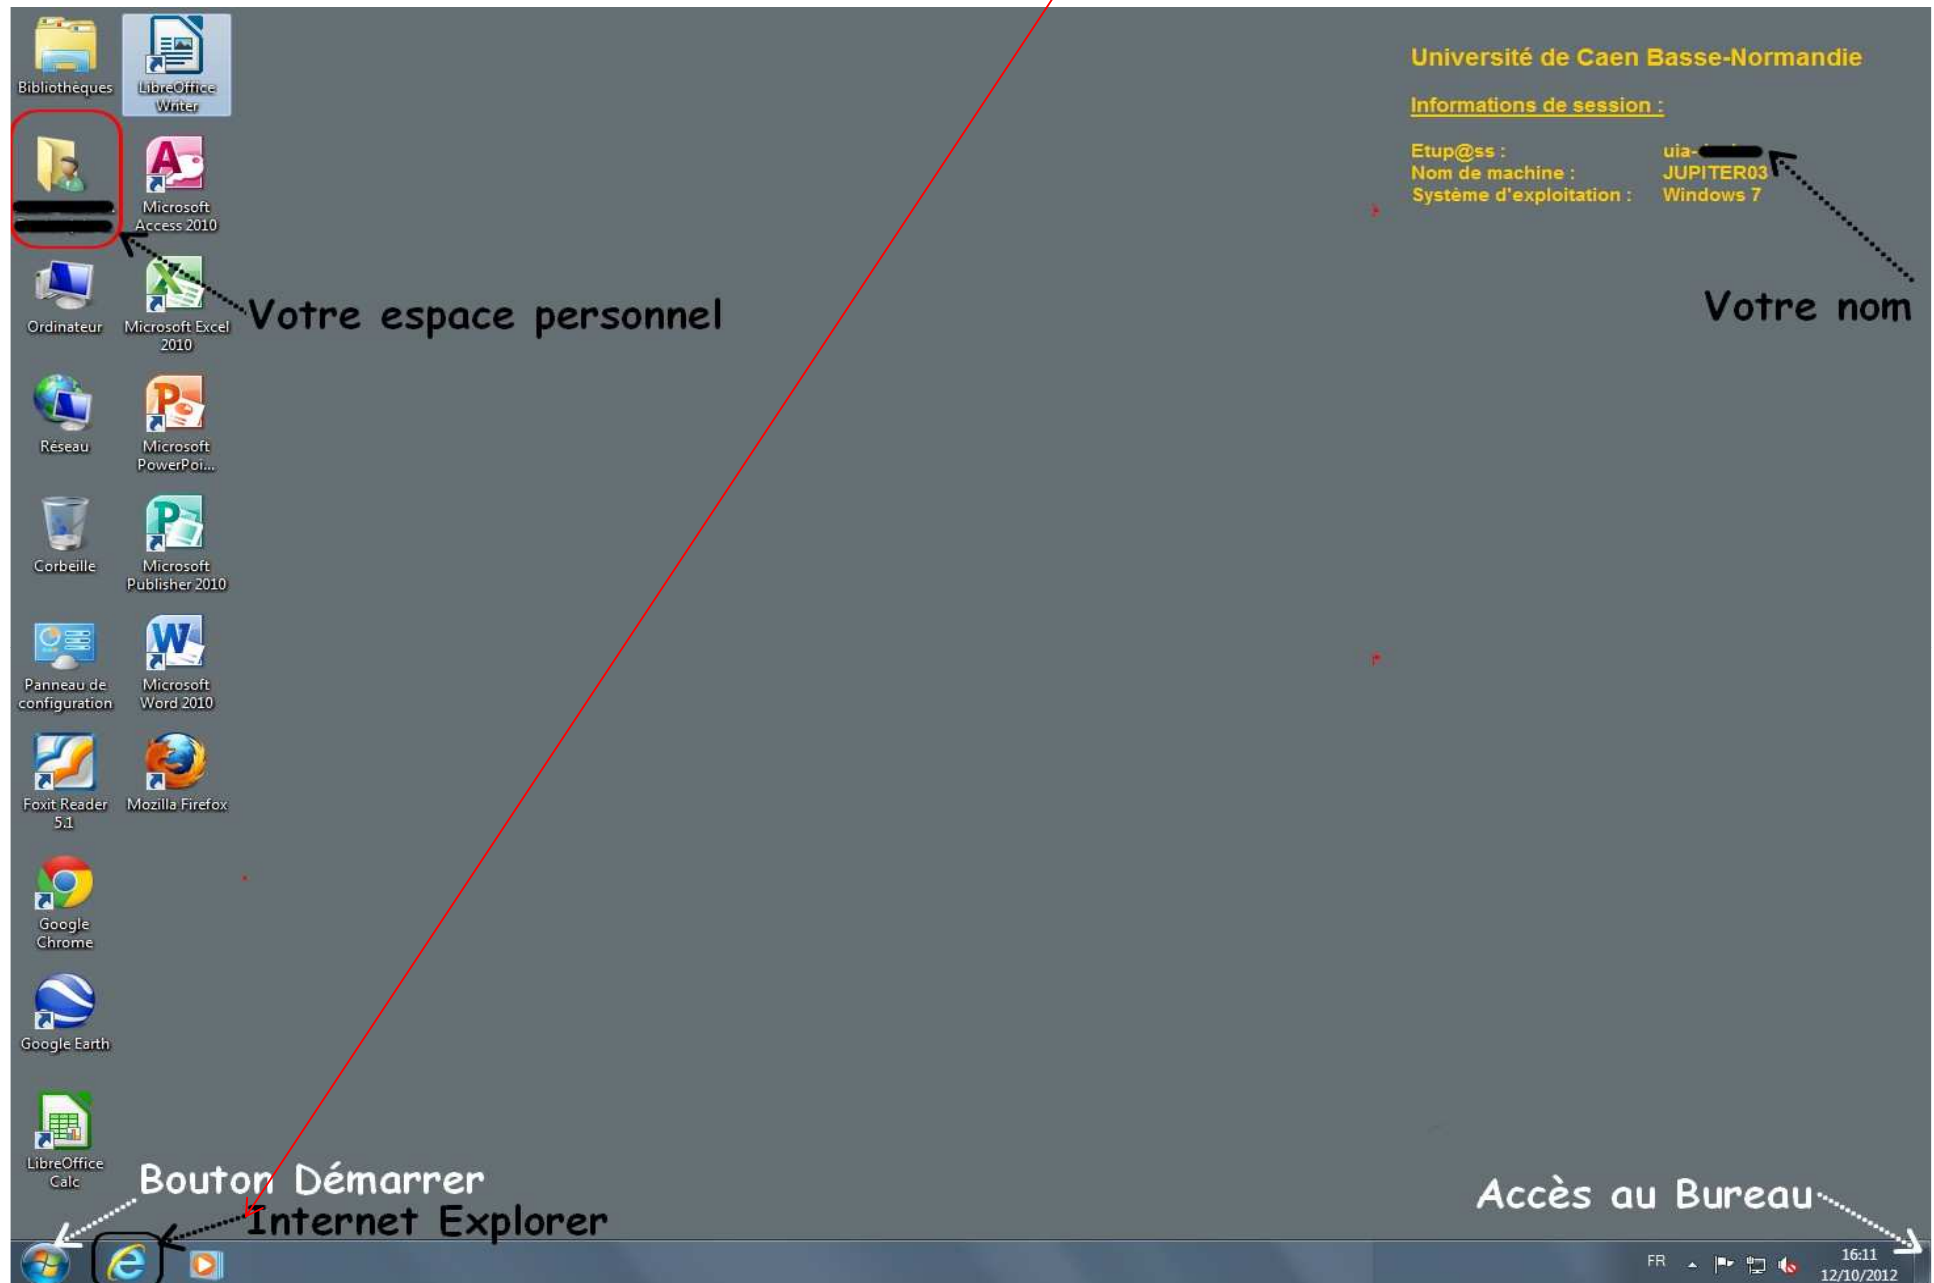 Bibliothèques
LibreOffice
Writer
Microsoft
Access 2010
Ordinateur
Microsoft Excel
2010
Réseau
Microsoft
PowerPoi...
Corbeille
Microsoft
Publisher 2010
Panneau de
configuration
Microsoft
Word 2010
Foxit Reader
5.1
Mozilla Firefox
Google
Chrome
Google Earth
LibreOffice
Calc
Votre espace personnel
Université de Caen Basse-Normandie
Informations de session :
Etup@ss : uia-
Nom de machine : JUPITER03
Système d'exploitation : Windows 7
Votre nom
Bouton Démarrer
Internet Explorer
Accès au Bureau
FR
16:11
12/10/2012